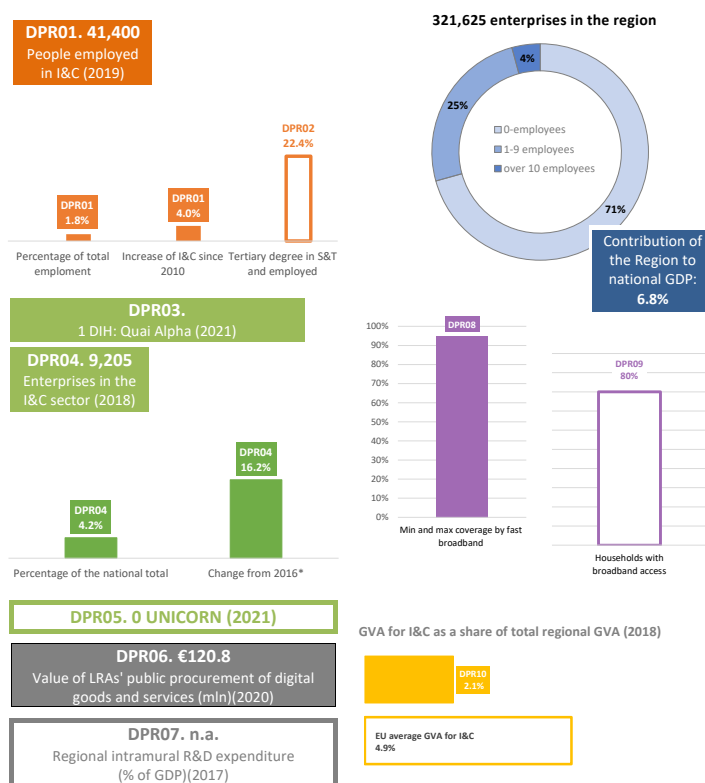 DPR01. 41,400
People employed
in I&C (2019)
DPR02
22.4%
DPR01
1.8%
DPR01
4.0%
Percentage of total
emploment
Increase of I&C since
2010
Tertiary degree in S&T
and employed
DPR03.
1 DIH: Quai Alpha (2021)
DPR04. 9,205
Enterprises in the
I&C sector (2018)
DPR04
4.2%
DPR04
16.2%
Percentage of the national total
Change from 2016*
DPR05. 0 UNICORN (2021)
DPR06. €120.8
Value of LRAs' public procurement of digital
goods and services (mln)(2020)
DPR07. n.a.
Regional intramural R&D expenditure
(% of GDP)(2017)
321,625 enterprises in the region
4%
25%
71%
0-employees
1-9 employees
over 10 employees
Contribution of
the Region to
national GDP:
6.8%
100%
90%
80%
70%
60%
50%
40%
30%
20%
10%
0%
DPR08
Min and max coverage by fast
broadband
DPR09
80%
Households with
broadband access
GVA for I&C as a share of total regional GVA (2018)
DPR10
2.1%
EU average GVA for I&C
4.9%